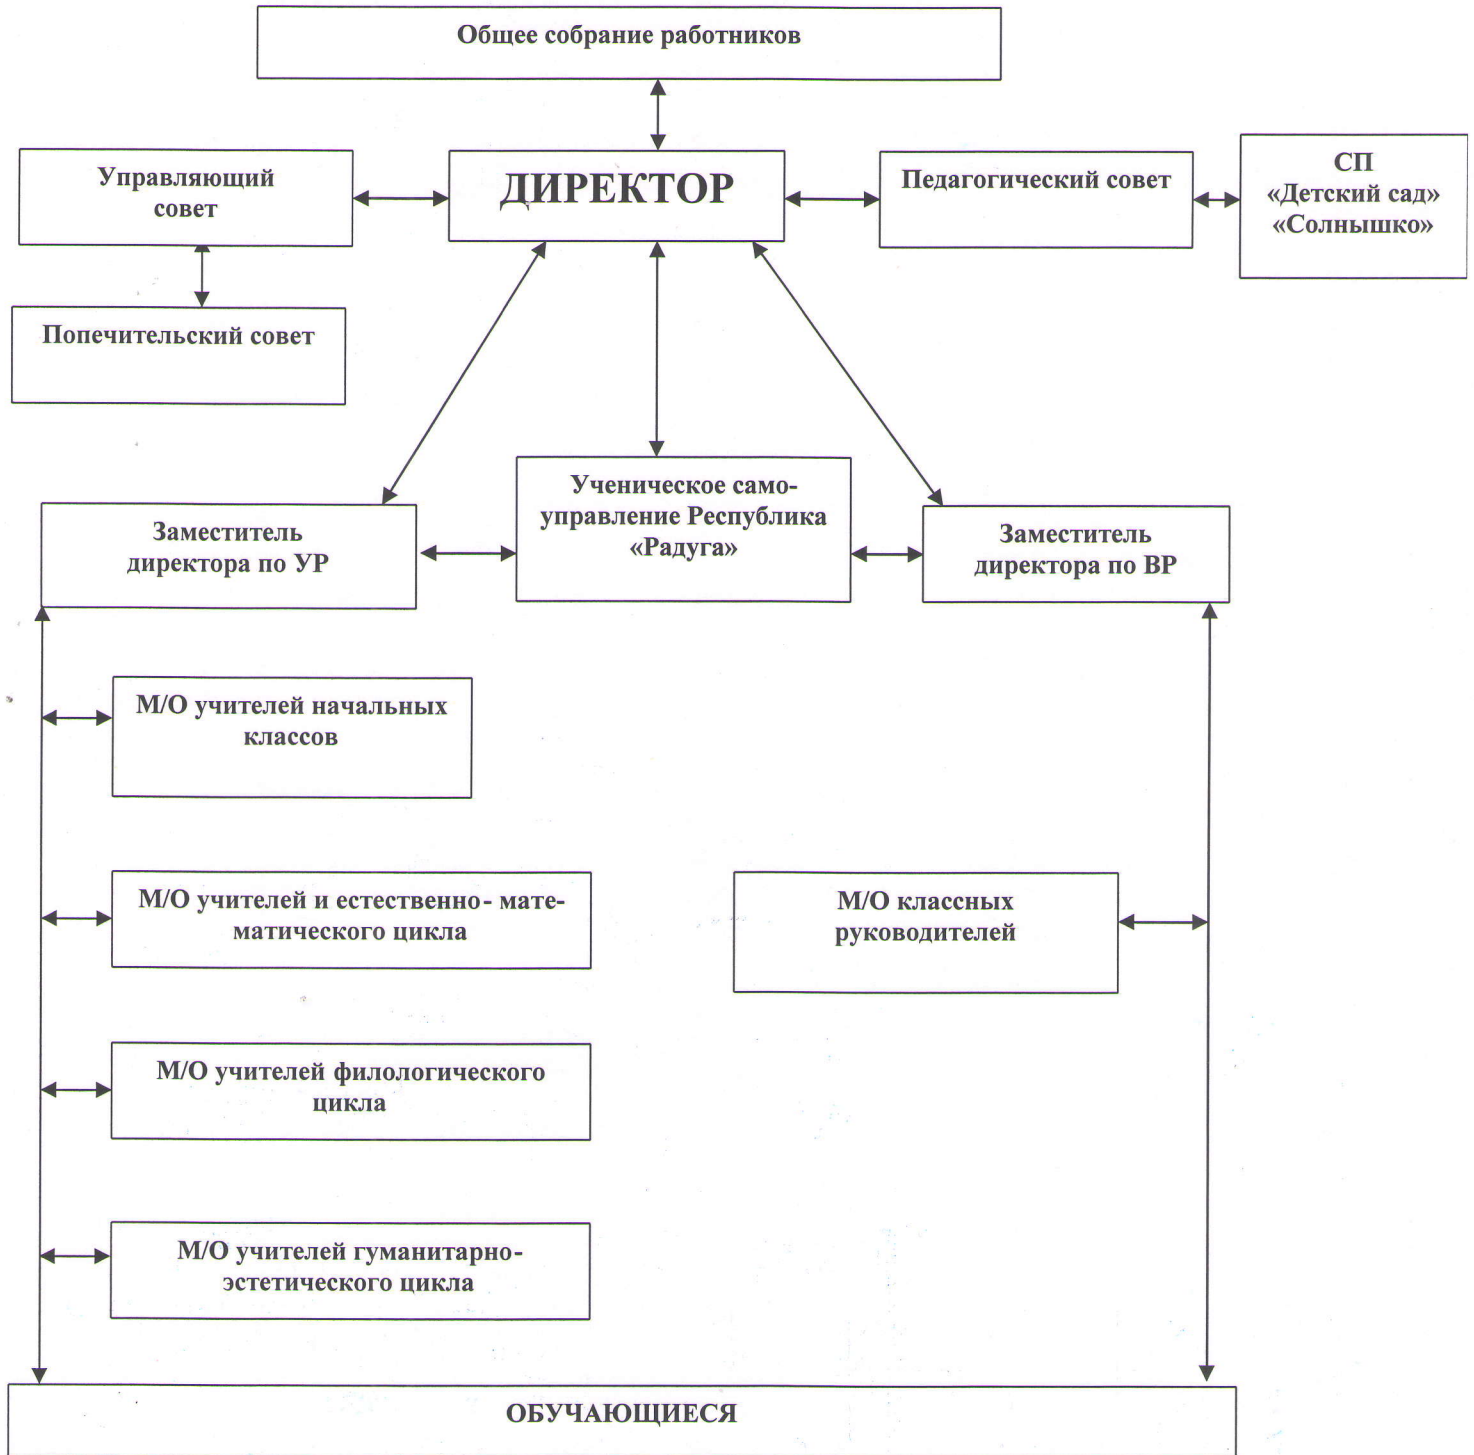 Общее собрание работников
Управляющий
совет
ДИРЕКТОР
Педагогический совет
СП
«Детский сад»
«Солнышко»
Попечительский совет
Заместитель
директора по УР
Ученическое само-
управление Республика
«Радуга»
Заместитель
директора по ВР
М/О учителей начальных
классов
М/О учителей и естественно- мате-
матического цикла
М/О классных
руководителей
М/О учителей филологического
цикла
М/О учителей гуманитарно-
эстетического цикла
ОБУЧАЮЩИЕСЯ